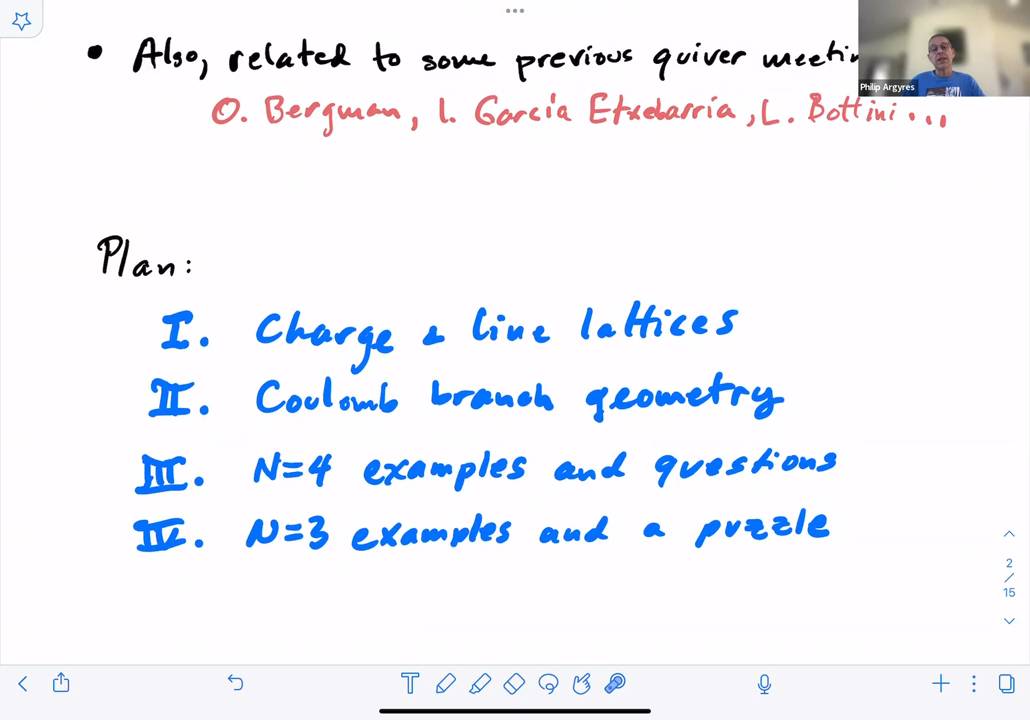 • Also, related to some previous quiver meetin
Philip Argyres
O. Bergman, I. García Etxebarria, L. Bottini...
Plan:
I. Charge & line lattices
II. Coulomb branch geometry
III. N=4 examples and questions
IV. N=3 examples and a puzzle
2
/
15
T